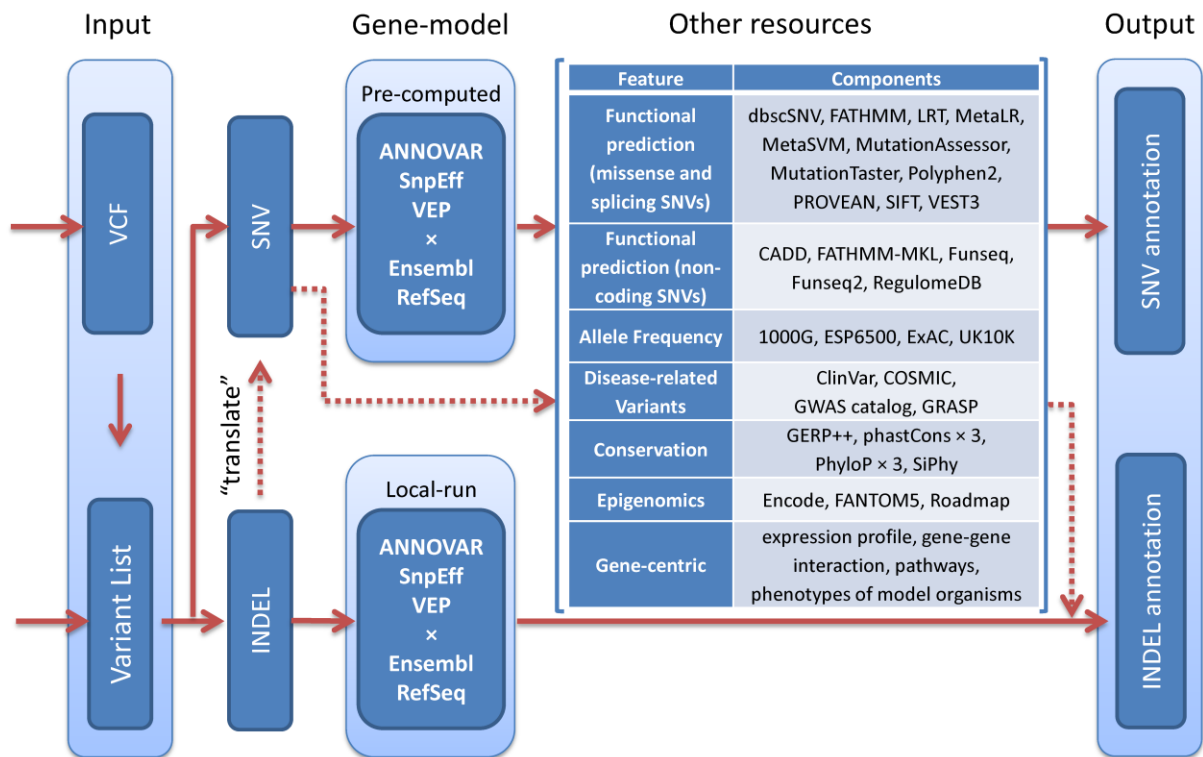 Input
Gene-model
Other resources
Output
VCF
Variant List
SNV
"translate"
INDEL
Pre-computed
ANNOVAR
SnpEff
VEP
×
Ensembl
RefSeq
Local-run
ANNOVAR
SnpEff
VEP
×
Ensembl
RefSeq
Feature
Components
Functional
prediction
(missense and
splicing SNVs)
dbscSNV, FATHMM, LRT, MetaLR,
MetaSVM, MutationAssessor,
MutationTaster, Polyphen2,
PROVEAN, SIFT, VEST3
Functional
prediction (non-
coding SNVs)
CADD, FATHMM-MKL, Funseq,
Funseq2, RegulomeDB
Allele Frequency
1000G, ESP6500, ExAC, UK10K
Disease-related
Variants
ClinVar, COSMIC,
GWAS catalog, GRASP
Conservation
GERP++, phastCons × 3,
PhyloP × 3, SiPhy
Epigenomics
Encode, FANTOM5, Roadmap
Gene-centric
expression profile, gene-gene
interaction, pathways,
phenotypes of model organisms
SNV annotation
INDEL annotation